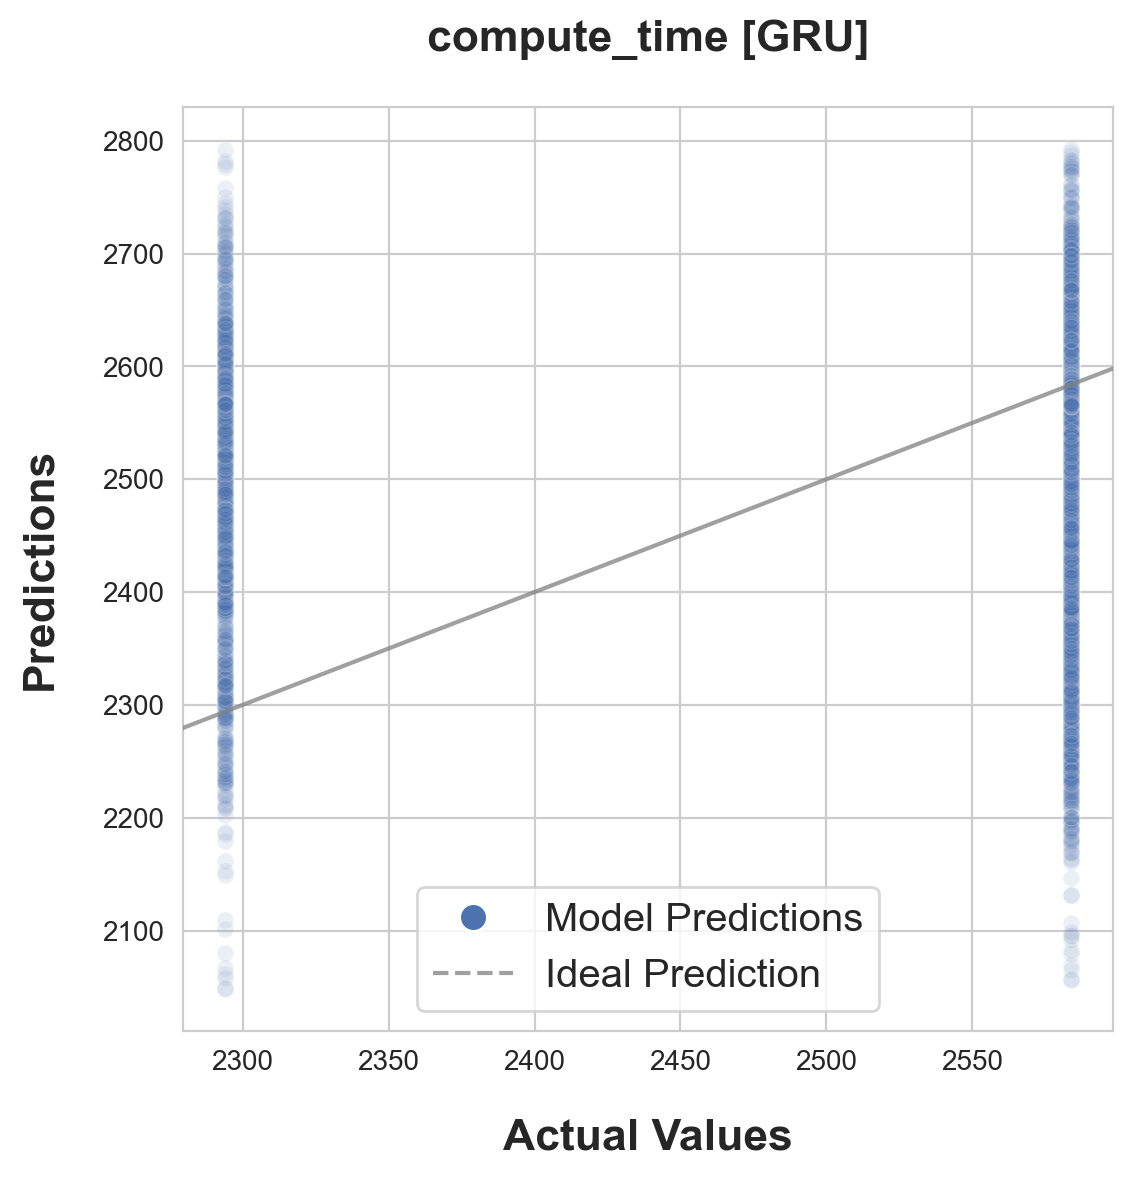 compute_time [GRU]
2800
2700
2600
2500
2400
2300
2200
2100
Predictions
Model Predictions
Ideal Prediction
2300 2350 2400 2450 2500 2550
Actual Values